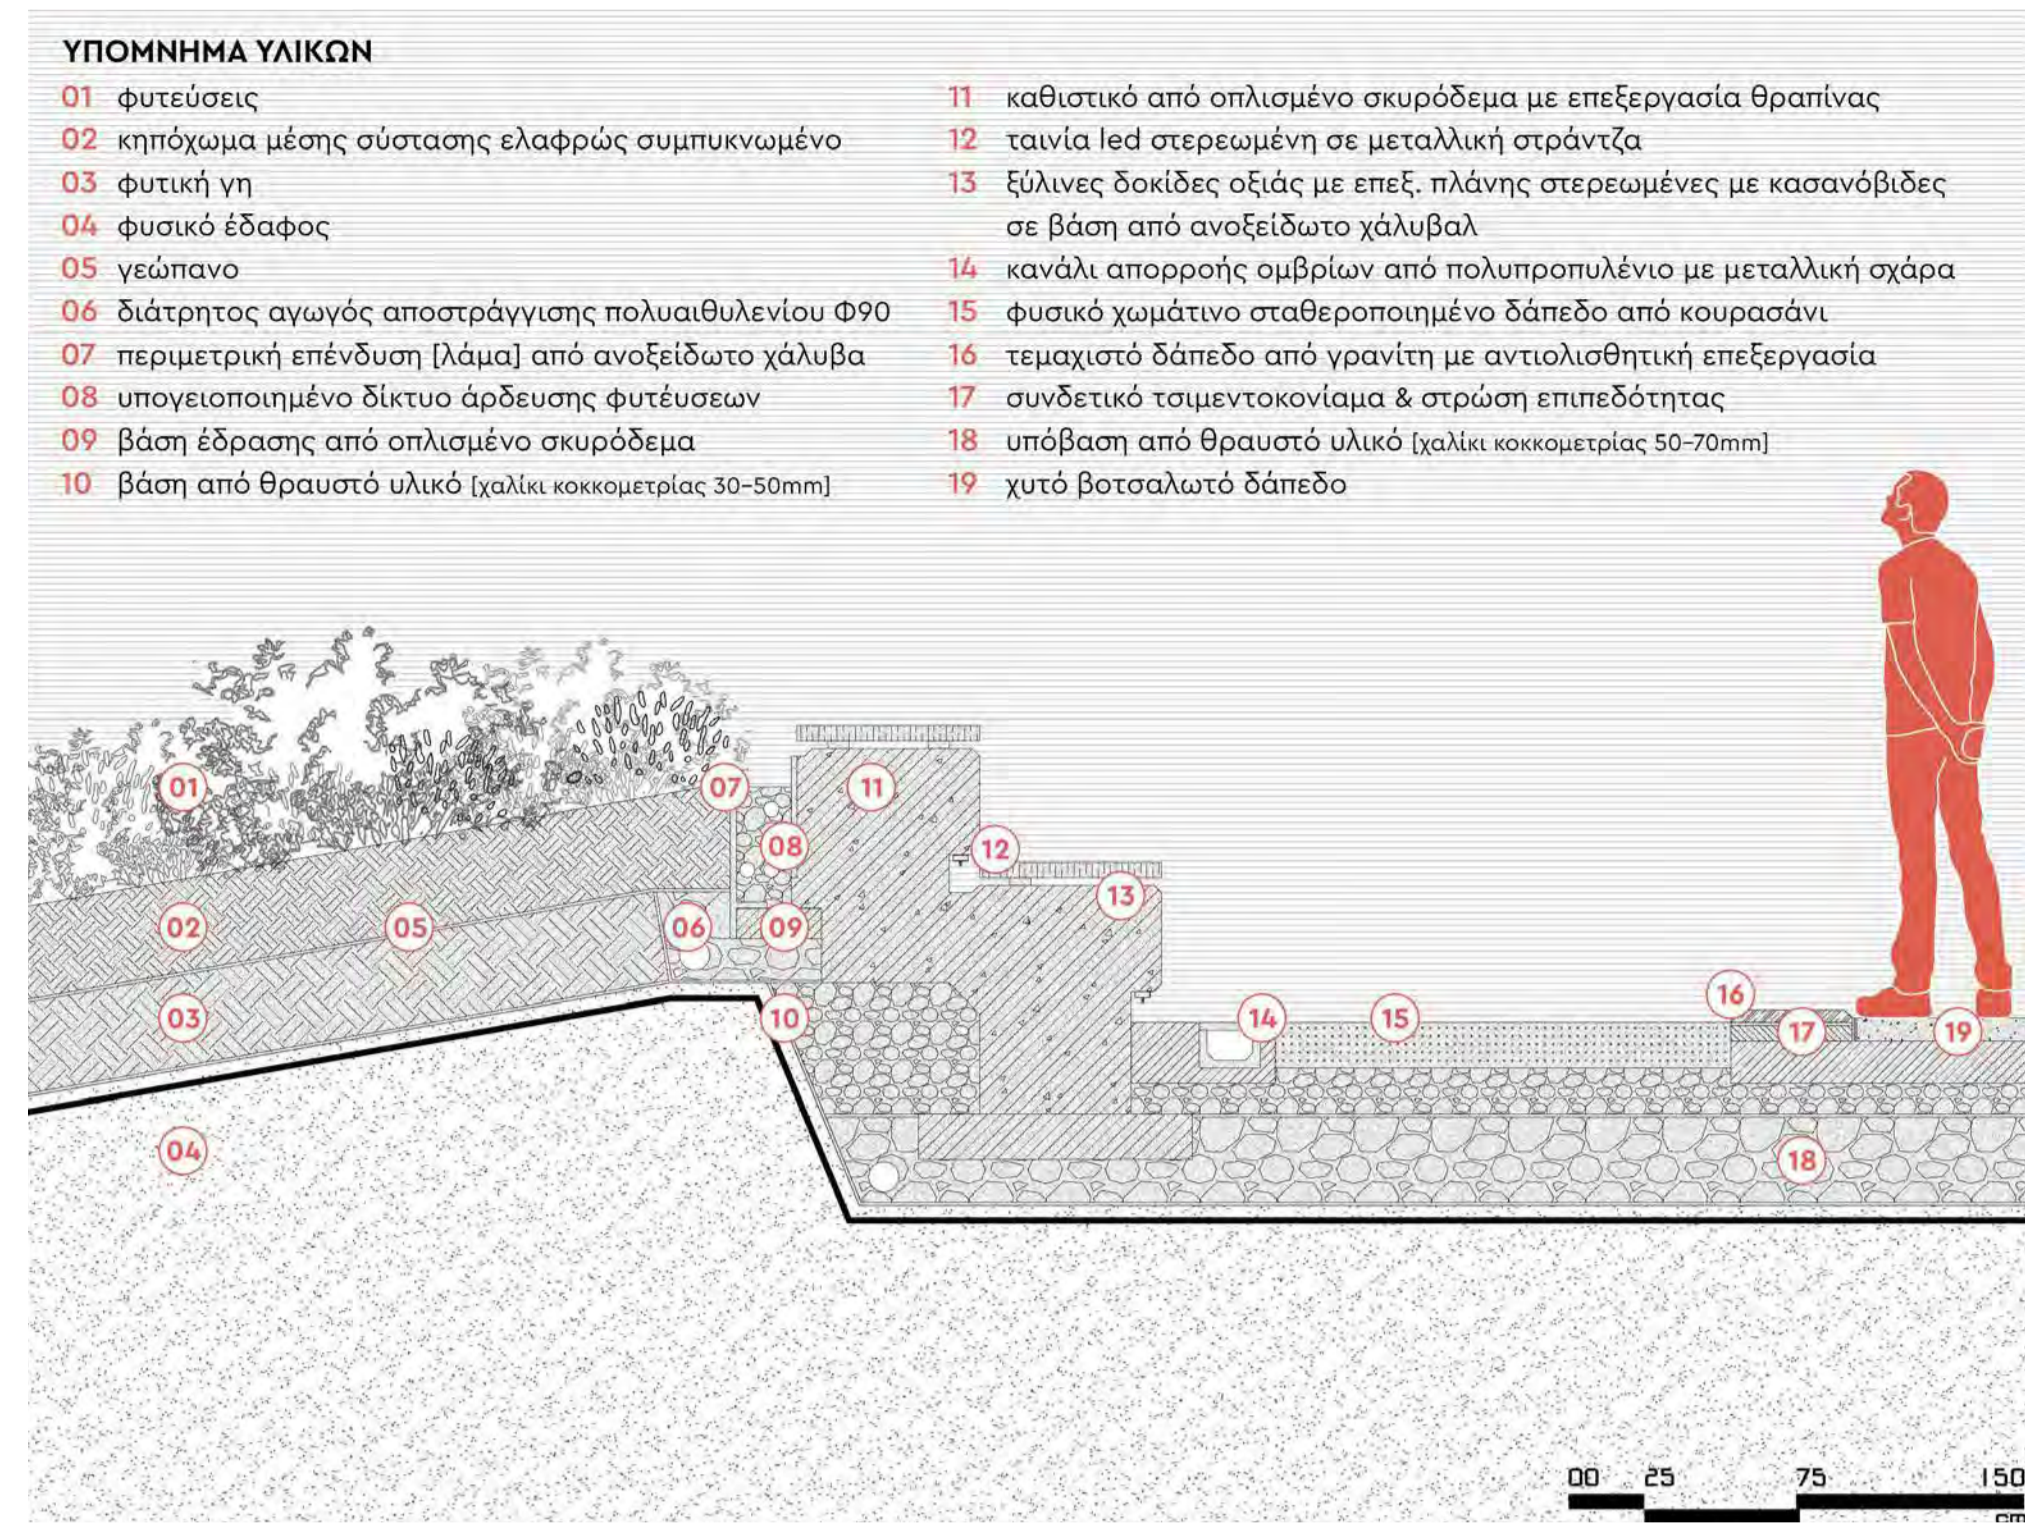 ΥΠΟΜΝΗΜΑ ΥΛΙΚΩΝ
01 φυτεύσεις
02 κηπόχωμα μέσης σύστασης ελαφρώς συμπυκνωμένο
03 φυτική γη
04 φυσικό έδαφος
05 γεώπανο
06 διάτρητος αγωγός αποστράγγισης πολυαιθυλενίου Φ90
07 περιμετρική επένδυση [λάμα] από ανοξείδωτο χάλυβα
08 υπογειοποιημένο δίκτυο άρδευσης φυτέυσεων
09 βάση έδρασης από οπλισμένο σκυρόδεμα
10 βάση από θραυστό υλικό [χαλίκι κοκκομετρίας 30-50mm]
11 καθιστικό από οπλισμένο σκυρόδεμα με επεξεργασία θραπίνας
12 ταινία led στερεωμένη σε μεταλλική στράντζα
13 ξύλινες δοκίδες οξιάς με επεξ. πλάνης στερεωμένες με κασανόβιδες
σε βάση από ανοξείδωτο χάλυβαλ
14 κανάλι απορροής ομβρίων από πολυπροπυλένιο με μεταλλική σχάρα
15 φυσικό χωμάτινο σταθεροποιημένο δάπεδο από κουρασάνι
16 τεμαχιστό δάπεδο από γρανίτη με αντιολισθητική επεξεργασία
17 συνδετικό τσιμεντοκονίαμα & στρώση επιπεδότητας
18 υπόβαση από θραυστό υλικό [χαλίκι κοκκομετρίας 50-70mm]
19 χυτό βοτσαλωτό δάπεδο
01 07 11
08 12
13
02 05 06 09
16
03 10 14 15 17 19
04 18
00 25 75 150
cm